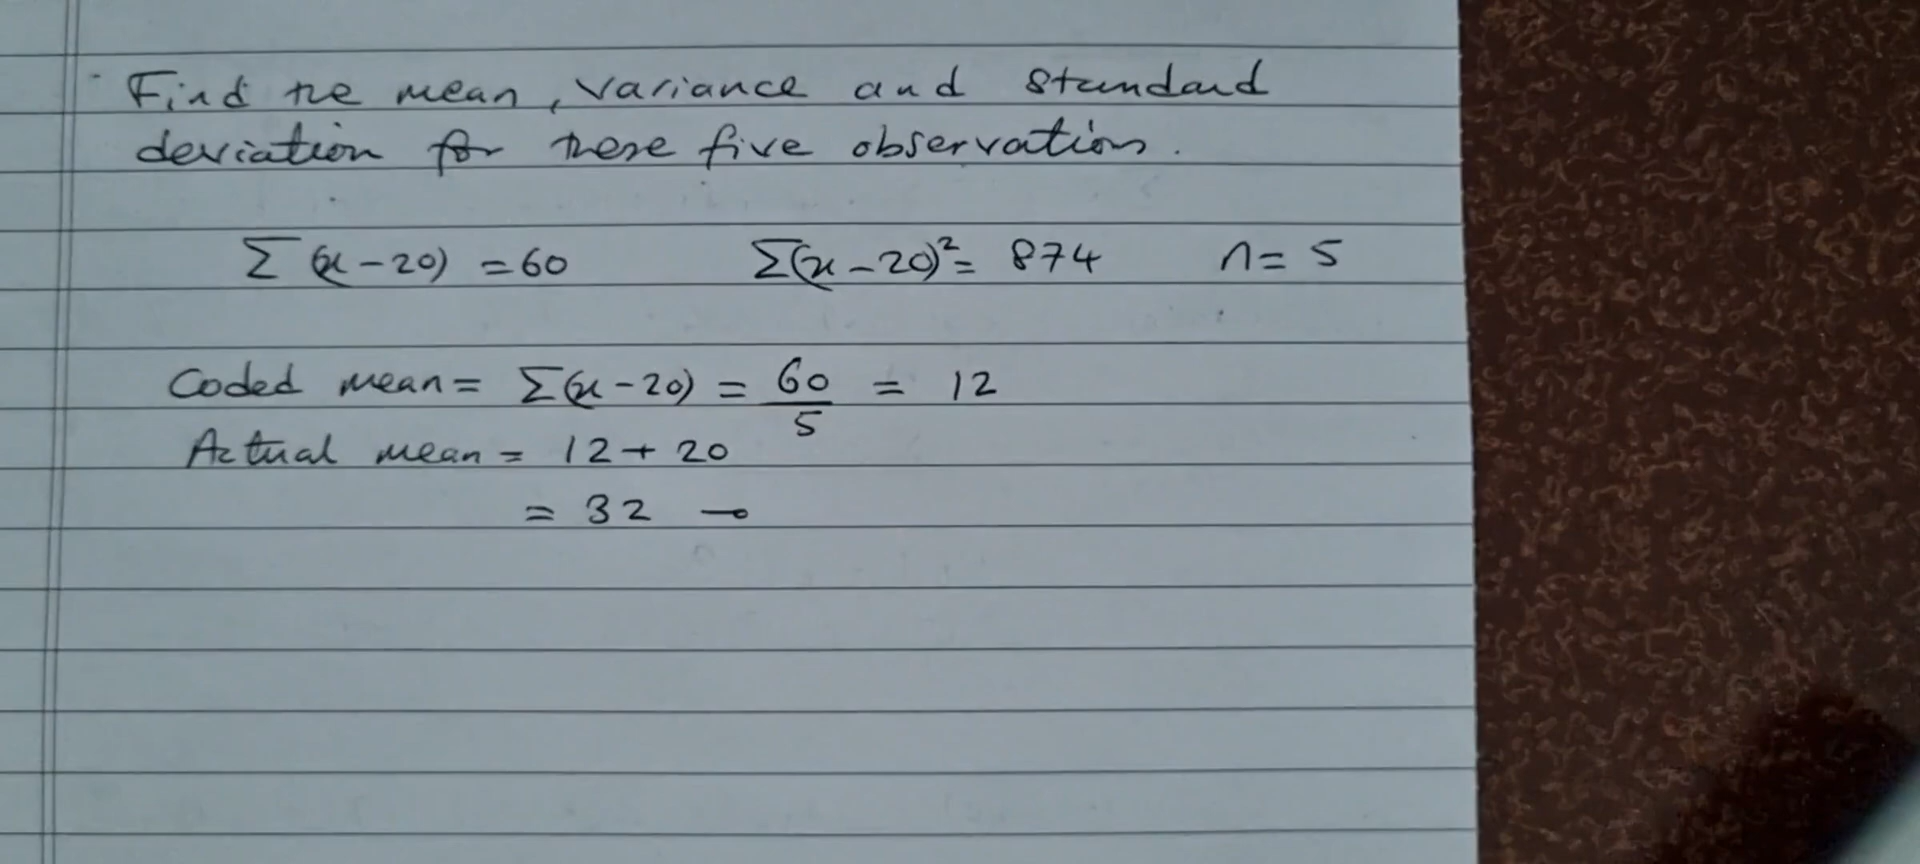 Find the mean, variance and standard
deviation for these five observations.
Σ(x-20) = 60 Σ(x-20)² = 874 n = 5
Coded mean = Σ(x-20) = 60/5 = 12
Actual mean = 12 + 20
= 32